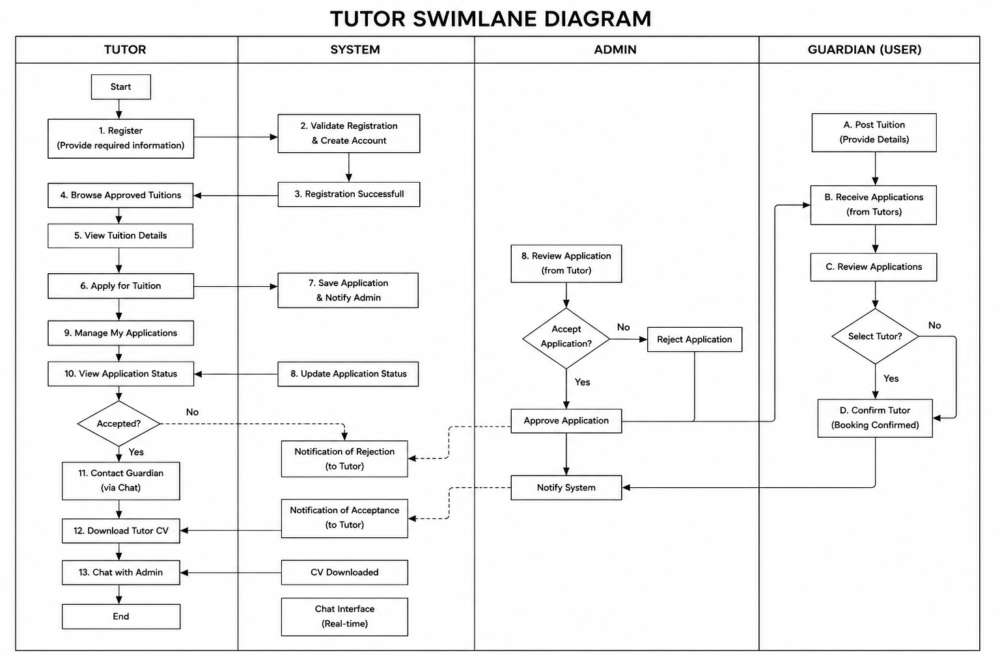 TUTOR SWIMLANE DIAGRAM
TUTOR
SYSTEM
ADMIN
GUARDIAN (USER)
Start
1. Register
(Provide required information)
4. Browse Approved Tuitions
5. View Tuition Details
6. Apply for Tuition
9. Manage My Applications
10. View Application Status
Accepted?
No
Yes
11. Contact Guardian
(via Chat)
12. Download Tutor CV
13. Chat with Admin
End
2. Validate Registration
& Create Account
3. Registration Successfull
7. Save Application
& Notify Admin
8. Update Application Status
Notification of Rejection
(to Tutor)
Notification of Acceptance
(to Tutor)
CV Downloaded
Chat Interface
(Real-time)
8. Review Application
(from Tutor)
Accept
Application?
No
Reject Application
Yes
Approve Application
Notify System
A. Post Tuition
(Provide Details)
B. Receive Applications
(from Tutors)
C. Review Applications
Select Tutor?
No
Yes
D. Confirm Tutor
(Booking Confirmed)